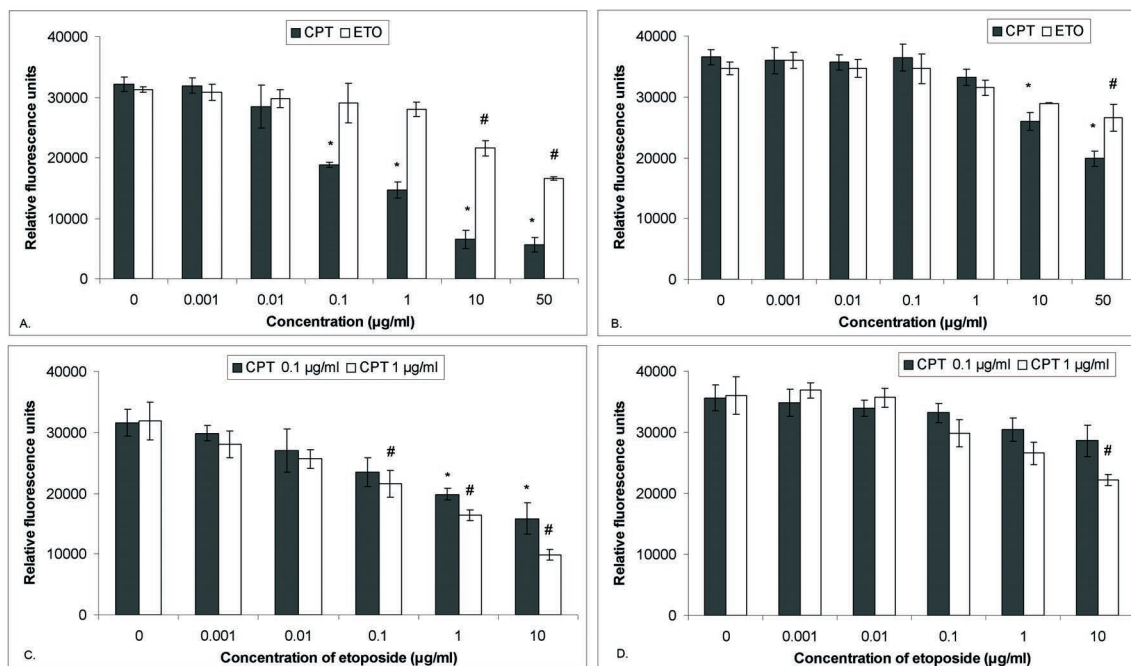 CPT ETO
40000
30000
20000
10000
0
Relative fluorescence units
* * * * # #
0 0.001 0.01 0.1 1 10 50
Concentration (µg/ml)
A.
CPT ETO
40000
30000
20000
10000
0
Relative fluorescence units
* * #
0 0.001 0.01 0.1 1 10 50
Concentration (µg/ml)
B.
CPT 0.1 µg/ml CPT 1 µg/ml
40000
30000
20000
10000
0
Relative fluorescence units
# * # * #
0 0.001 0.01 0.1 1 10
Concentration of etoposide (µg/ml)
C.
CPT 0.1 µg/ml CPT 1 µg/ml
40000
30000
20000
10000
0
Relative fluorescence units
#
0 0.001 0.01 0.1 1 10
Concentration of etoposide (µg/ml)
D.